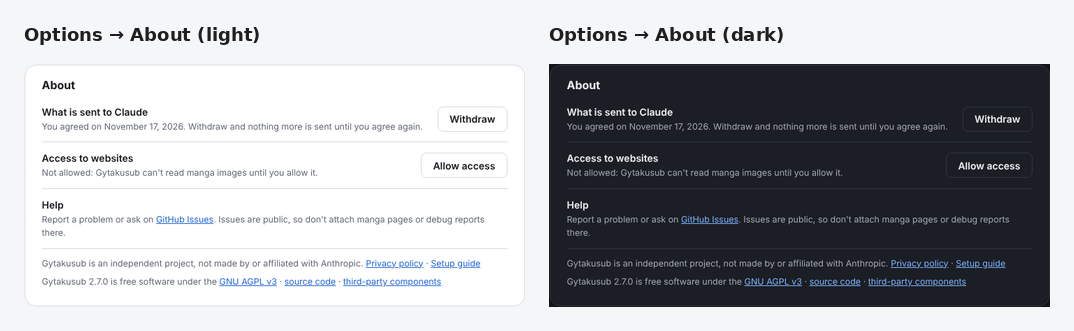 Options → About (light)
About
What is sent to Claude
You agreed on November 17, 2026. Withdraw and nothing more is sent until you agree again.
Withdraw
Access to websites
Not allowed: Gytakusub can't read manga images until you allow it.
Allow access
Help
Report a problem or ask on GitHub Issues. Issues are public, so don't attach manga pages or debug reports
there.
Gytakusub is an independent project, not made by or affiliated with Anthropic. Privacy policy · Setup guide
Gytakusub 2.7.0 is free software under the GNU AGPL v3 · source code · third-party components
Options → About (dark)
About
What is sent to Claude
You agreed on November 17, 2026. Withdraw and nothing more is sent until you agree again.
Withdraw
Access to websites
Not allowed: Gytakusub can't read manga images until you allow it.
Allow access
Help
Report a problem or ask on GitHub Issues. Issues are public, so don't attach manga pages or debug reports
there.
Gytakusub is an independent project, not made by or affiliated with Anthropic. Privacy policy · Setup guide
Gytakusub 2.7.0 is free software under the GNU AGPL v3 · source code · third-party components